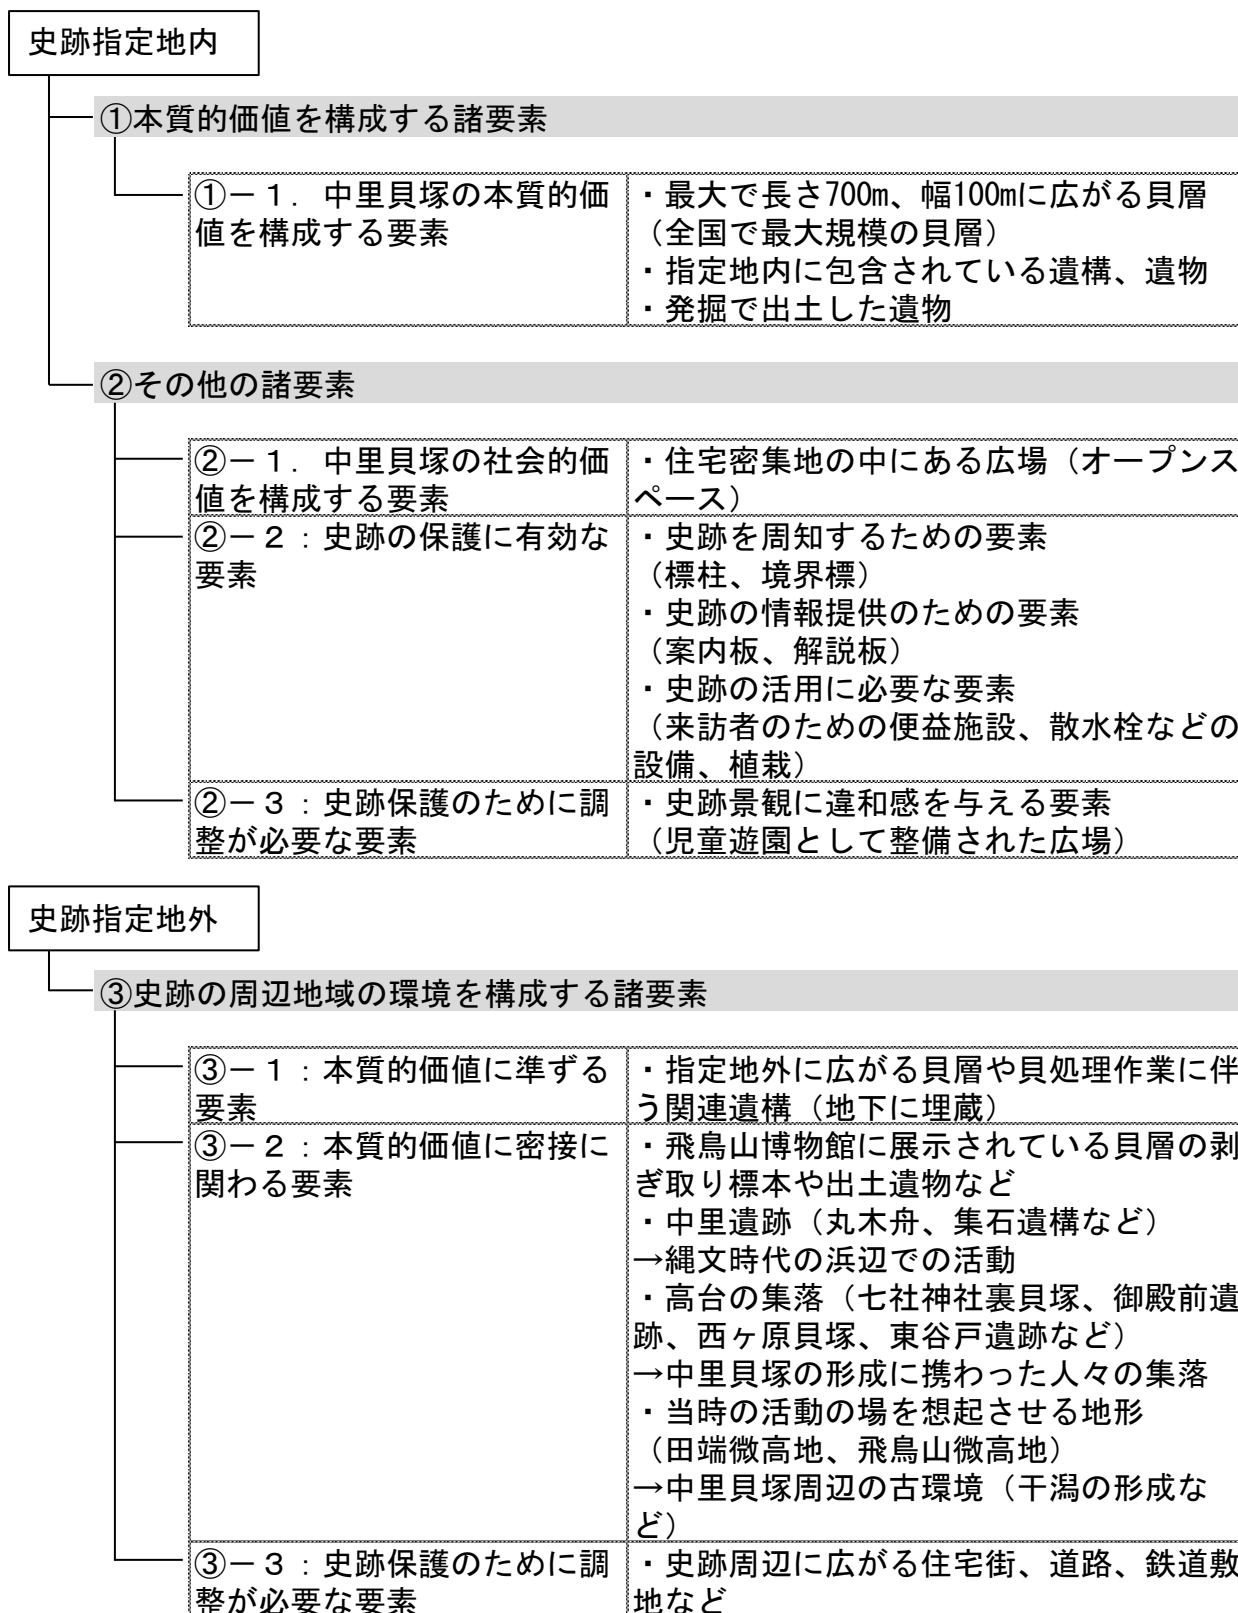 史跡指定地内
①本質的価値を構成する諸要素
①－１．中里貝塚の本質的価
値を構成する要素
・最大で長さ700m、幅100mに広がる貝層
（全国で最大規模の貝層）
・指定地内に包含されている遺構、遺物
・発掘で出土した遺物
②その他の諸要素
②－１．中里貝塚の社会的価
値を構成する要素
・住宅密集地の中にある広場（オープンス
ペース）
②－２：史跡の保護に有効な
要素
・史跡を周知するための要素
（標柱、境界標）
・史跡の情報提供のための要素
（案内板、解説板）
・史跡の活用に必要な要素
（来訪者のための便益施設、散水栓などの
設備、植栽）
②－３：史跡保護のために調
整が必要な要素
・史跡景観に違和感を与える要素
（児童遊園として整備された広場）
史跡指定地外
③史跡の周辺地域の環境を構成する諸要素
③－１：本質的価値に準ずる
要素
・指定地外に広がる貝層や貝処理作業に伴
う関連遺構（地下に埋蔵）
③－２：本質的価値に密接に
関わる要素
・飛鳥山博物館に展示されている貝層の剥
ぎ取り標本や出土遺物など
・中里遺跡（丸木舟、集石遺構など）
→縄文時代の浜辺での活動
・高台の集落（七社神社裏貝塚、御殿前遺
跡、西ヶ原貝塚、東谷戸遺跡など）
→中里貝塚の形成に携わった人々の集落
・当時の活動の場を想起させる地形
（田端微高地、飛鳥山微高地）
→中里貝塚周辺の古環境（干潟の形成な
ど）
③－３：史跡保護のために調
整が必要な要素
・史跡周辺に広がる住宅街、道路、鉄道敷
地など